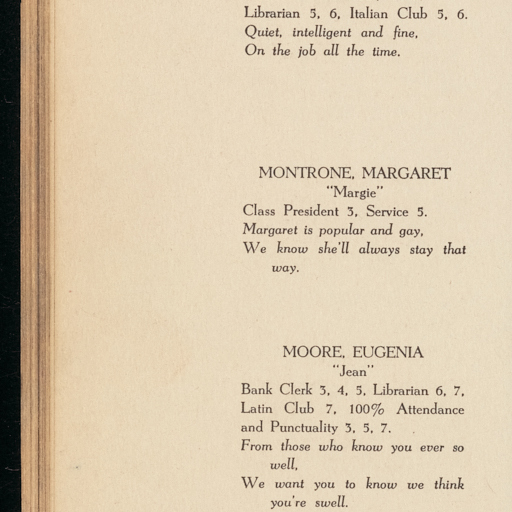 Librarian 5, 6, Italian Club 5, 6.
Quiet, intelligent and fine,
On the job all the time.
MONTRONE, MARGARET
"Margie"
Class President 3, Service 5.
Margaret is popular and gay,
We know she'll always stay that
way.
MOORE, EUGENIA
"Jean"
Bank Clerk 3, 4, 5, Librarian 6, 7,
Latin Club 7, 100% Attendance
and Punctuality 3, 5, 7.
From those who know you ever so
well,
We want you to know we think
you're swell.